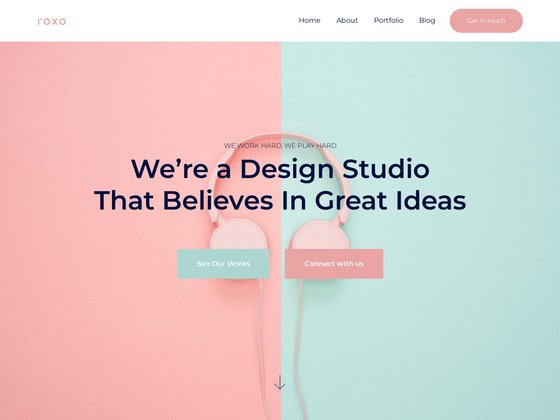 roxo
Home About Portfolio Blog Get in touch
WE WORK HARD, WE PLAY HARD
We're a Design Studio
That Believes In Great Ideas
See Our Works Connect with us